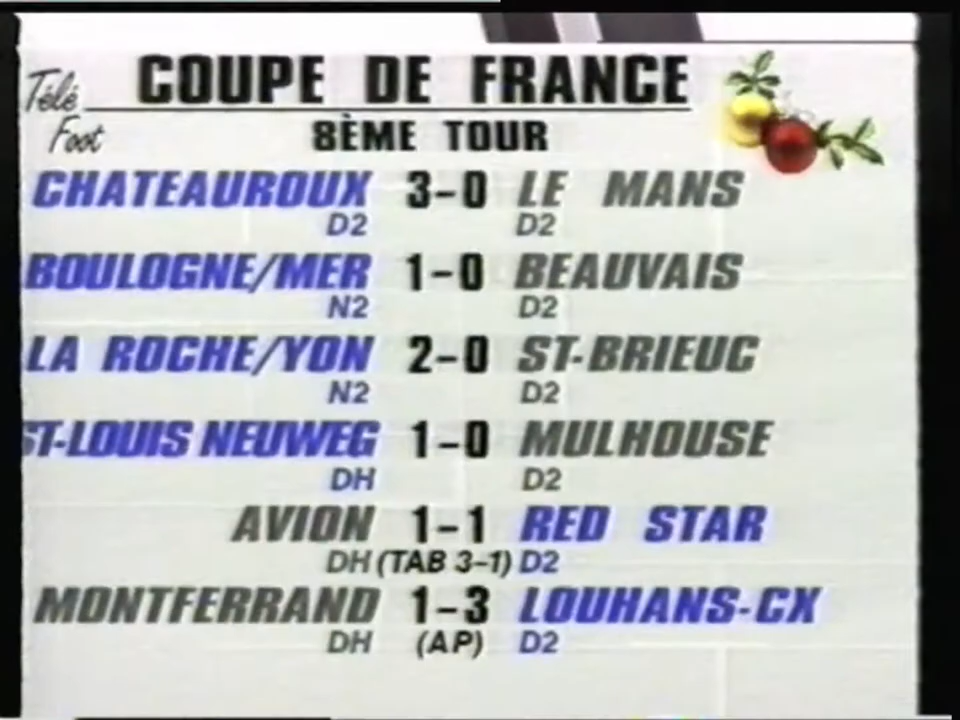 Télé Foot
COUPE DE FRANCE
8ÈME TOUR
CHATEAUROUX 3-0 LE MANS
D2 D2
BOULOGNE/MER 1-0 BEAUVAIS
N2 D2
LA ROCHE/YON 2-0 ST-BRIEUC
N2 D2
ST-LOUIS NEUWEG 1-0 MULHOUSE
DH D2
AVION 1-1 RED STAR
DH (TAB 3-1) D2
MONTFERRAND 1-3 LOUHANS-CX
DH (AP) D2